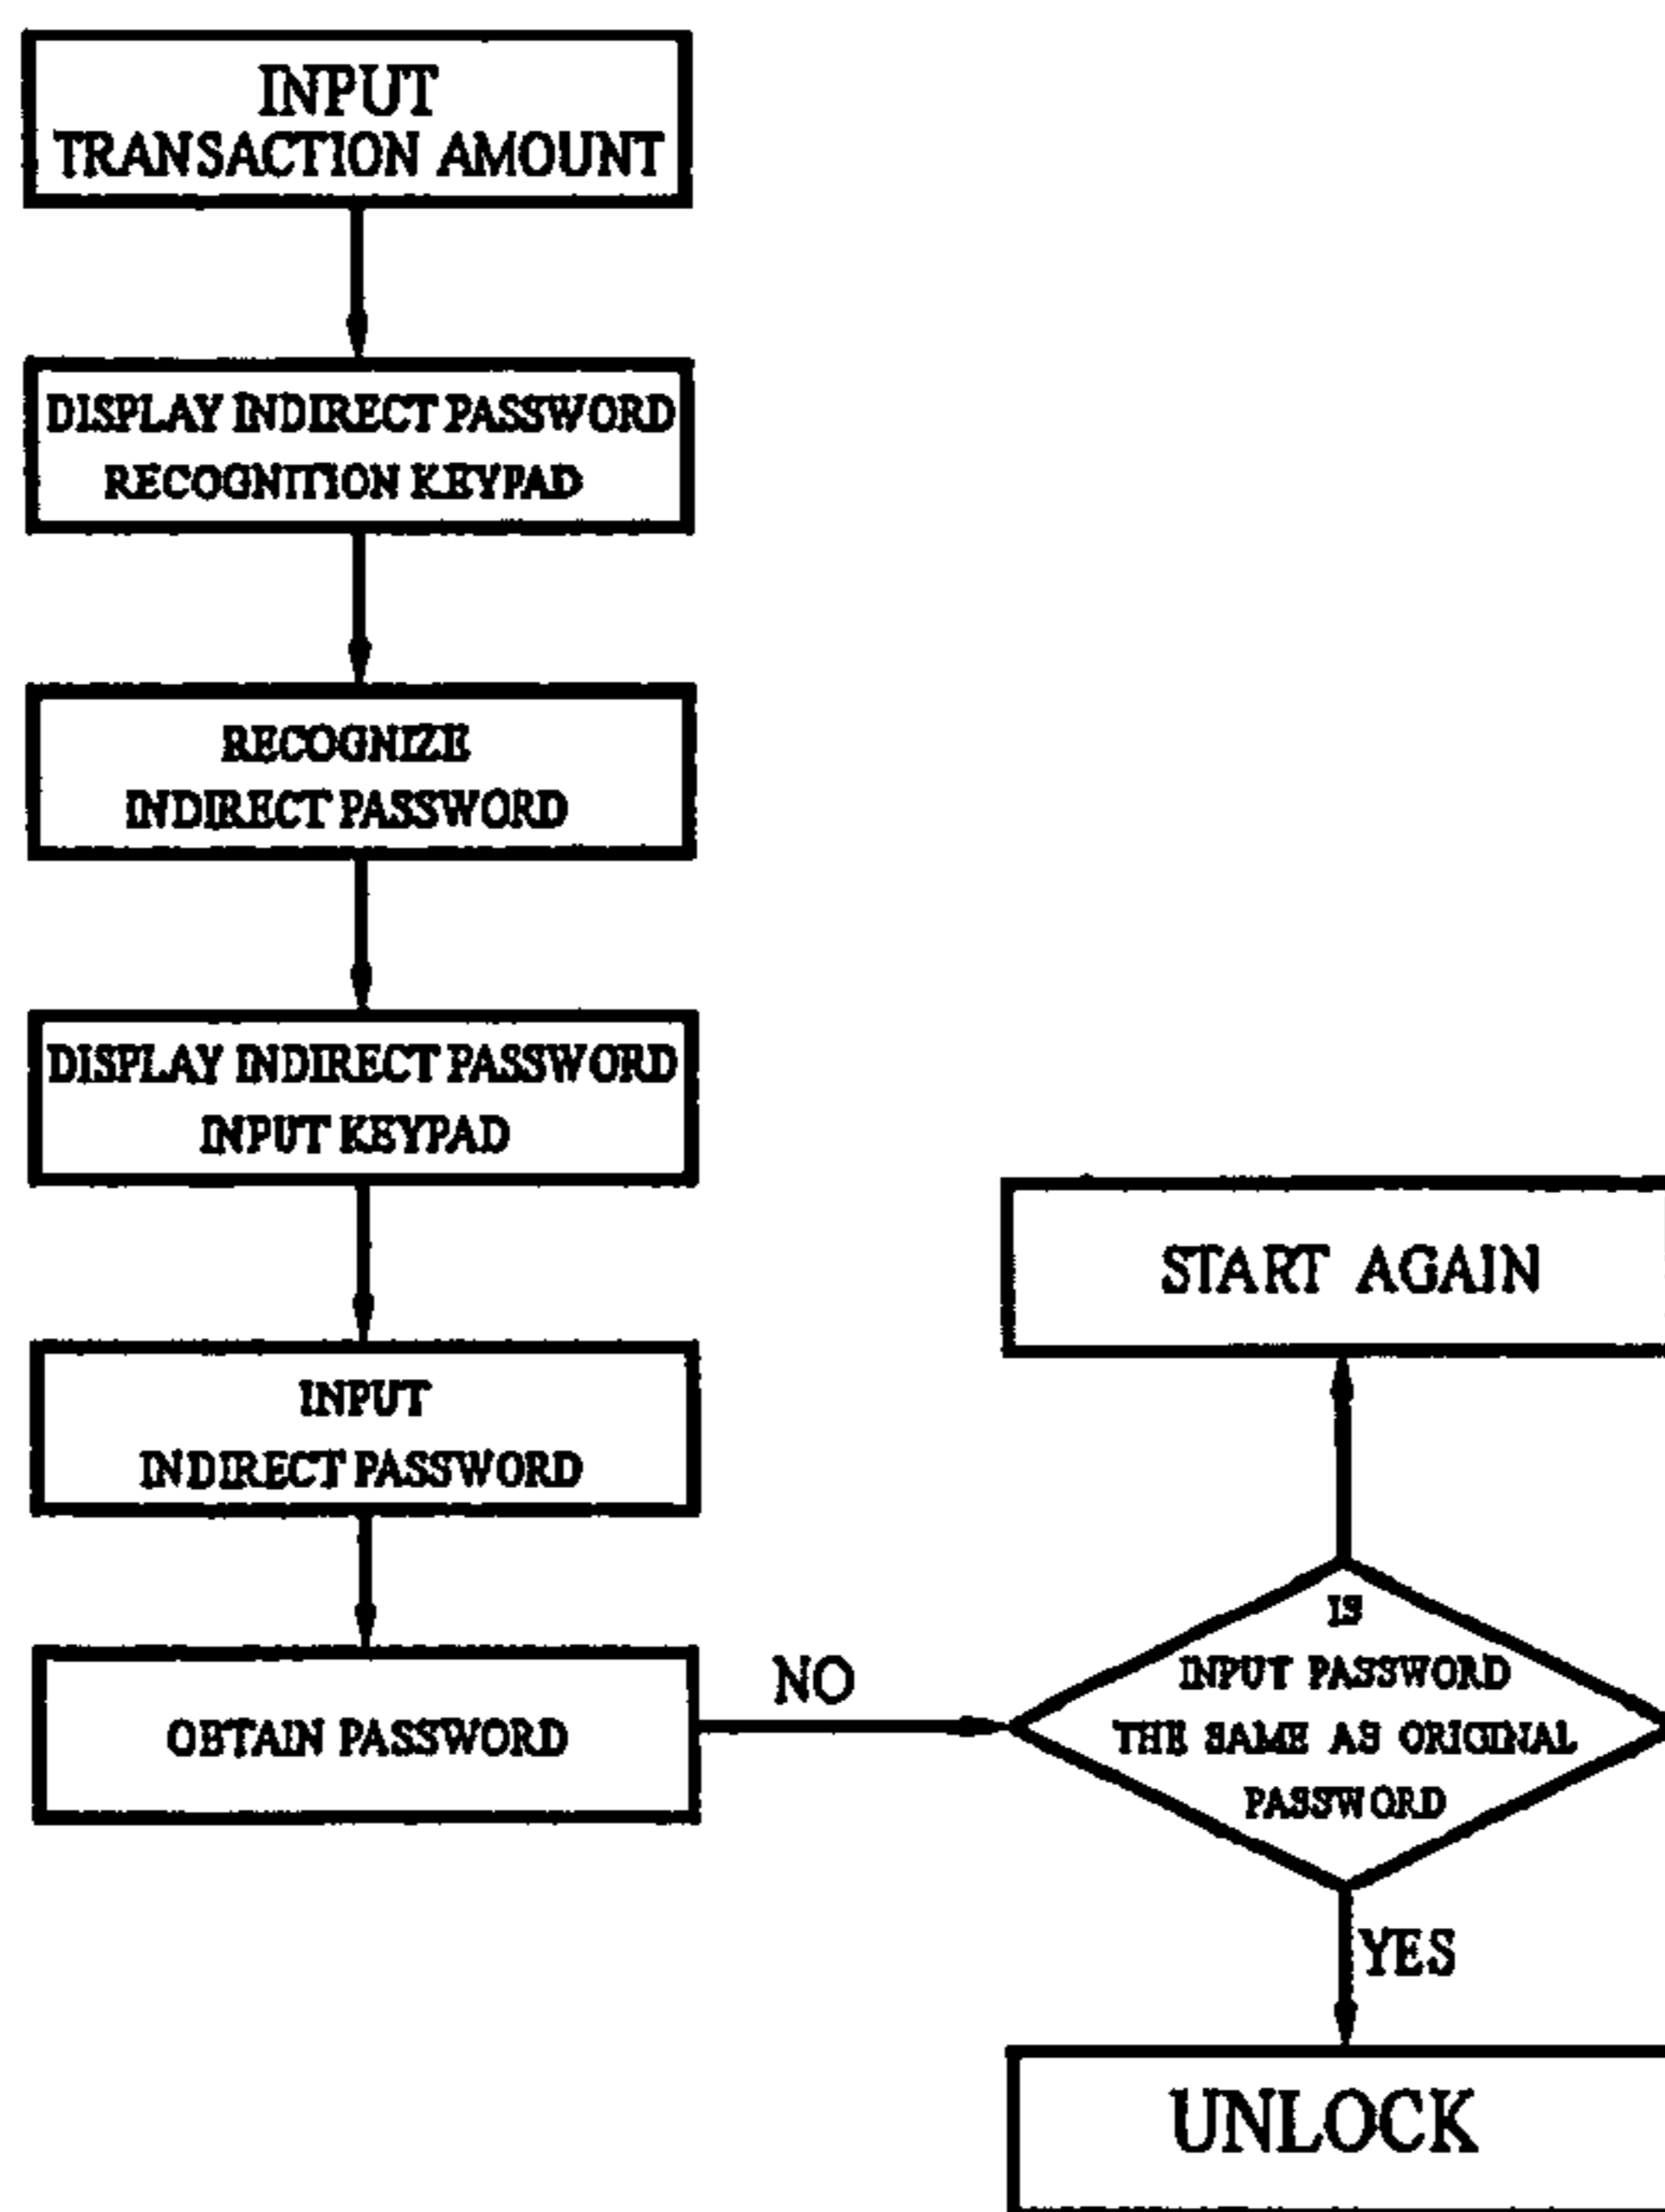 INPUT
TRANSACTION AMOUNT
DISPLAY INDIRECT PASSWORD
RECOGNITION KEYPAD
RECOGNIZE
INDIRECT PASSWORD
DISPLAY INDIRECT PASSWORD
INPUT KEYPAD
INPUT
INDIRECT PASSWORD
OBTAIN PASSWORD
NO
START AGAIN
IS
INPUT PASSWORD
THE SAME AS ORIGINAL
PASSWORD
YES
UNLOCK